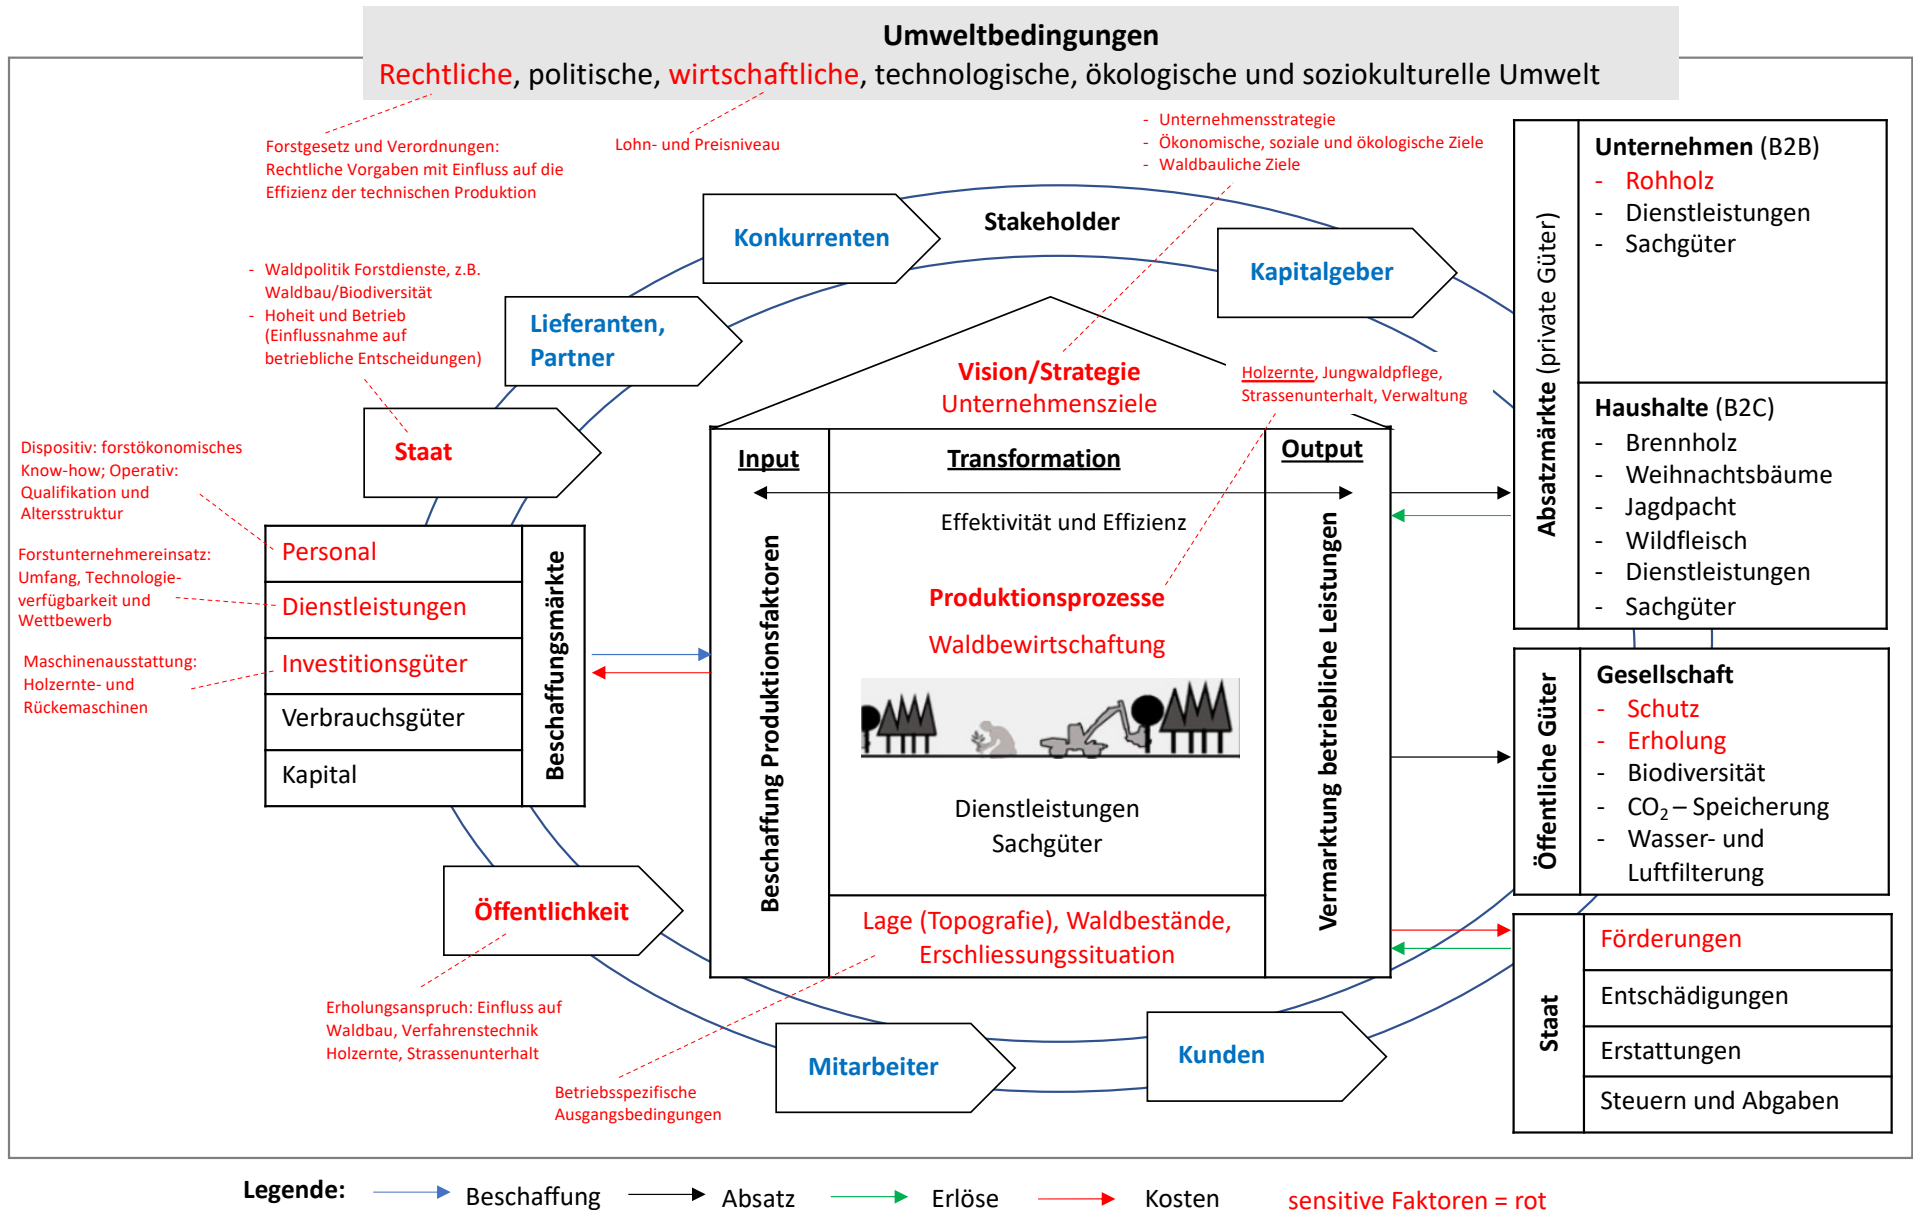 Umweltbedingungen
Rechtliche, politische, wirtschaftliche, technologische, ökologische und soziokulturelle Umwelt
Forstgesetz und Verordnungen:
Rechtliche Vorgaben mit Einfluss auf die
Effizienz der technischen Produktion
Lohn- und Preisniveau
- Unternehmensstrategie
- Ökonomische, soziale und ökologische Ziele
- Waldbauliche Ziele
Stakeholder
Konkurrenten
Kapitalgeber
- Waldpolitik Forstdienste, z.B.
Waldbau/Biodiversität
- Hoheit und Betrieb
(Einflussnahme auf
betriebliche Entscheidungen)
Lieferanten,
Partner
Staat
Dispositiv: forstökonomisches
Know-how; Operativ:
Qualifikation und
Altersstruktur
Forstunternehmereinsatz:
Umfang, Technologie-
verfügbarkeit und
Wettbewerb
Maschinenausstattung:
Holzernte- und
Rückemaschinen
Personal
Dienstleistungen
Investitionsgüter
Verbrauchsgüter
Kapital
Beschaffungsmärkte
Vision/Strategie
Unternehmensziele
Holzernte, Jungwaldpflege,
Strassenunterhalt, Verwaltung
Input
Transformation
Output
Effektivität und Effizienz
Beschaffung Produktionsfaktoren
Produktionsprozesse
Waldbewirtschaftung
Dienstleistungen
Sachgüter
Vermarktung betriebliche Leistungen
Lage (Topografie), Waldbestände,
Erschliessungssituation
Öffentlichkeit
Erholungsanspruch: Einfluss auf
Waldbau, Verfahrenstechnik
Holzernte, Strassenunterhalt
Betriebsspezifische
Ausgangsbedingungen
Mitarbeiter
Kunden
Absatzmärkte (private Güter)
Unternehmen (B2B)
- Rohholz
- Dienstleistungen
- Sachgüter
Haushalte (B2C)
- Brennholz
- Weihnachtsbäume
- Jagdpacht
- Wildfleisch
- Dienstleistungen
- Sachgüter
Öffentliche Güter
Gesellschaft
- Schutz
- Erholung
- Biodiversität
- CO₂ – Speicherung
- Wasser- und
Luftfilterung
Staat
Förderungen
Entschädigungen
Erstattungen
Steuern und Abgaben
Legende:
Beschaffung
Absatz
Erlöse
Kosten
sensitive Faktoren = rot